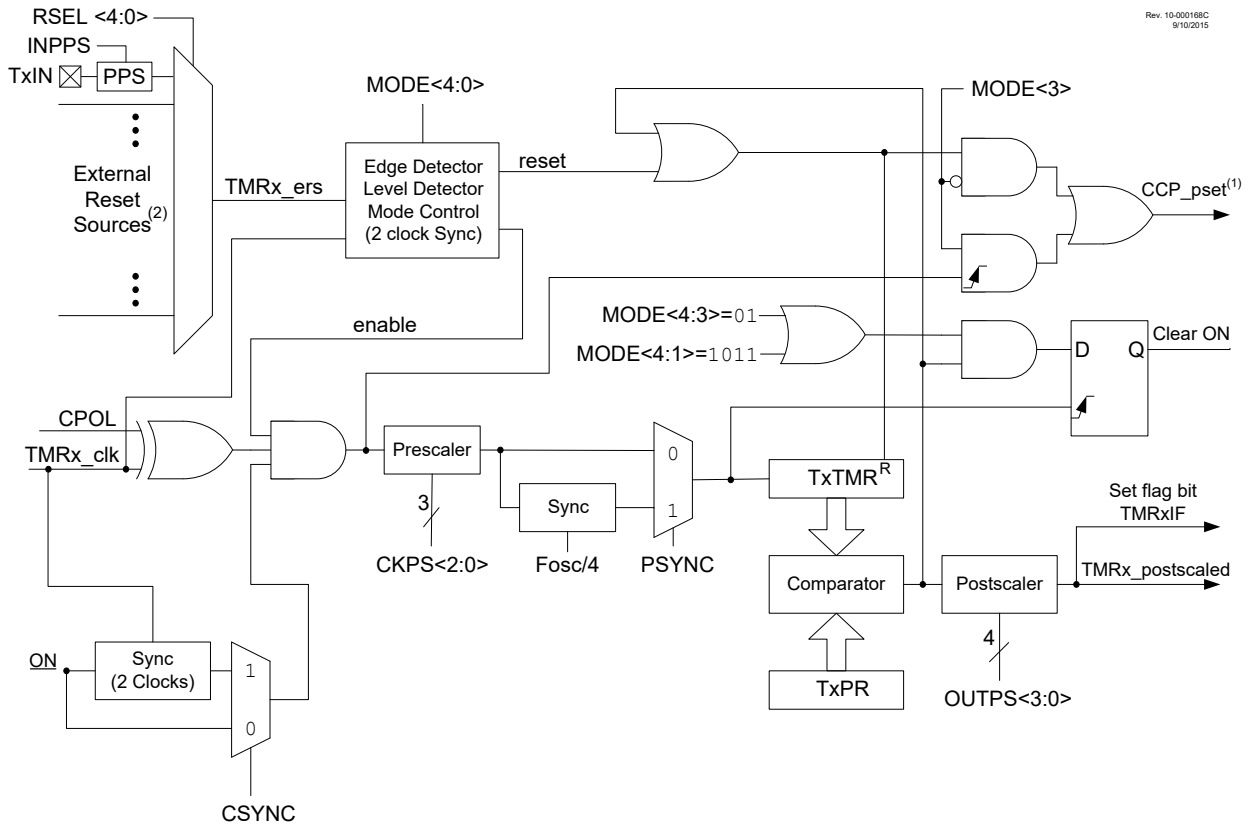 Rev. 10-000168C
9/10/2015
RSEL <4:0>
INPPS
TxIN
PPS
MODE<4:0>
MODE<3>
External
Reset
Sources(2)
TMRx_ers
Edge Detector
Level Detector
Mode Control
(2 clock Sync)
reset
CCP_pset(1)
enable
MODE<4:3>=01
MODE<4:1>=1011
D
Q
Clear ON
CPOL
TMRx_clk
Prescaler
3
CKPS<2:0>
Sync
Fosc/4
0
1
PSYNC
TxTMR
R
Comparator
TxPR
Postscaler
4
OUTPS<3:0>
Set flag bit
TMRxIF
TMRx_postscaled
ON
Sync
(2 Clocks)
1
0
CSYNC